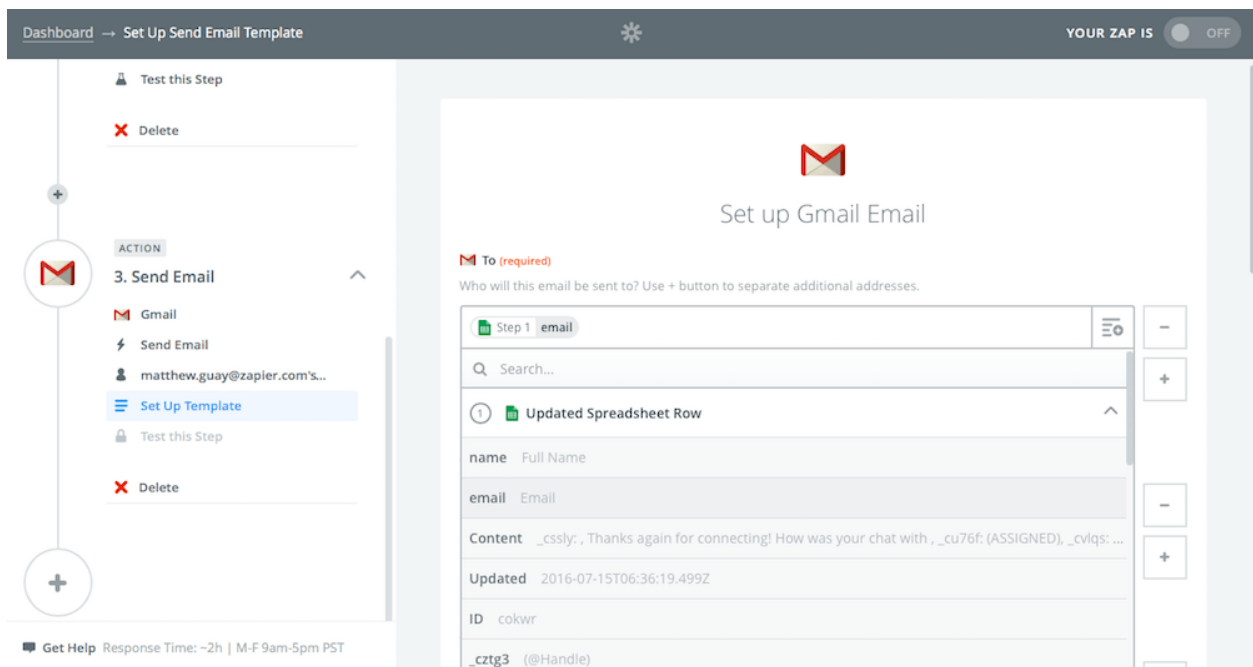 Dashboard → Set Up Send Email Template
YOUR ZAP IS OFF
Test this Step
Delete
ACTION
3. Send Email
Gmail
Send Email
matthew.guay@zapier.com's...
Set Up Template
Test this Step
Delete
Get Help Response Time: ~2h | M-F 9am-5pm PST
Set up Gmail Email
To (required)
Who will this email be sent to? Use + button to separate additional addresses.
Step 1 email
Search...
1 Updated Spreadsheet Row
name Full Name
email Email
Content _cssly: , Thanks again for connecting! How was your chat with , _cu76f: (ASSIGNED), _cvlqs: ...
Updated 2016-07-15T06:36:19.499Z
ID cokwr
_cztg3 (@Handle)